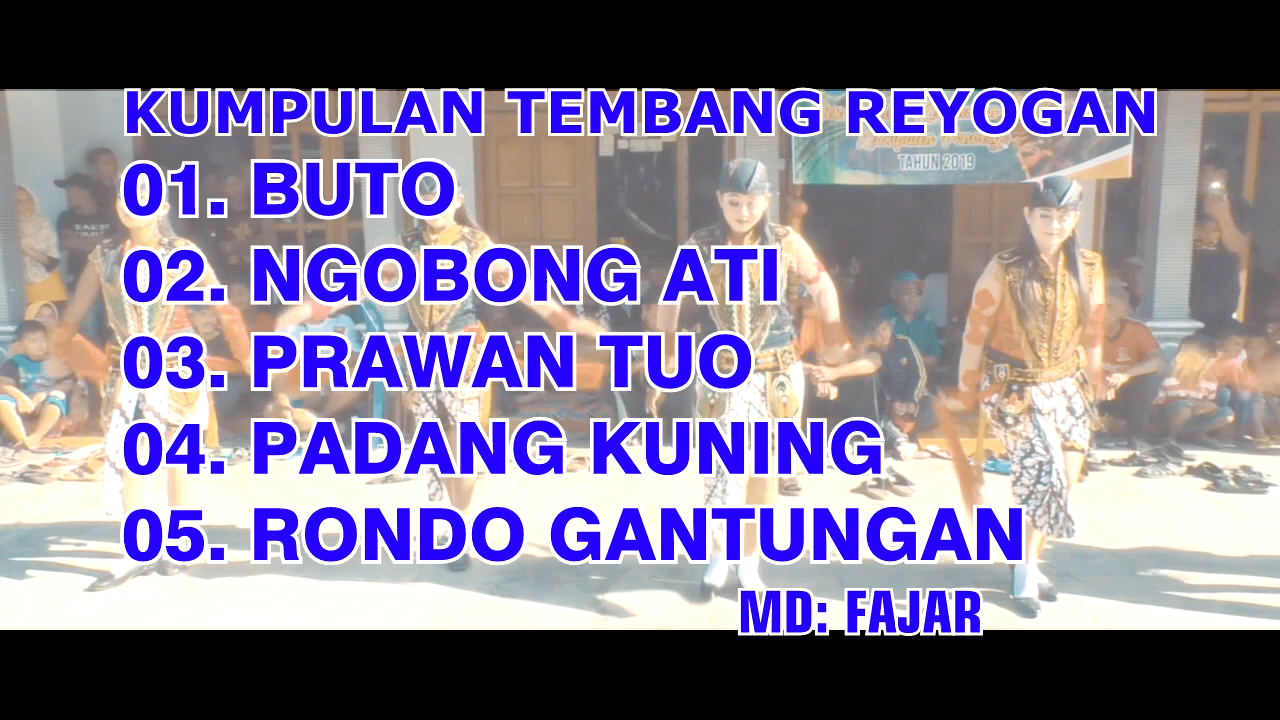 KUMPULAN TEMBANG REYOGAN
TAHUN 2019
01. BUTO
02. NGOBONG ATI
03. PRAWAN TUO
04. PADANG KUNING
05. RONDO GANTUNGAN
MD: FAJAR